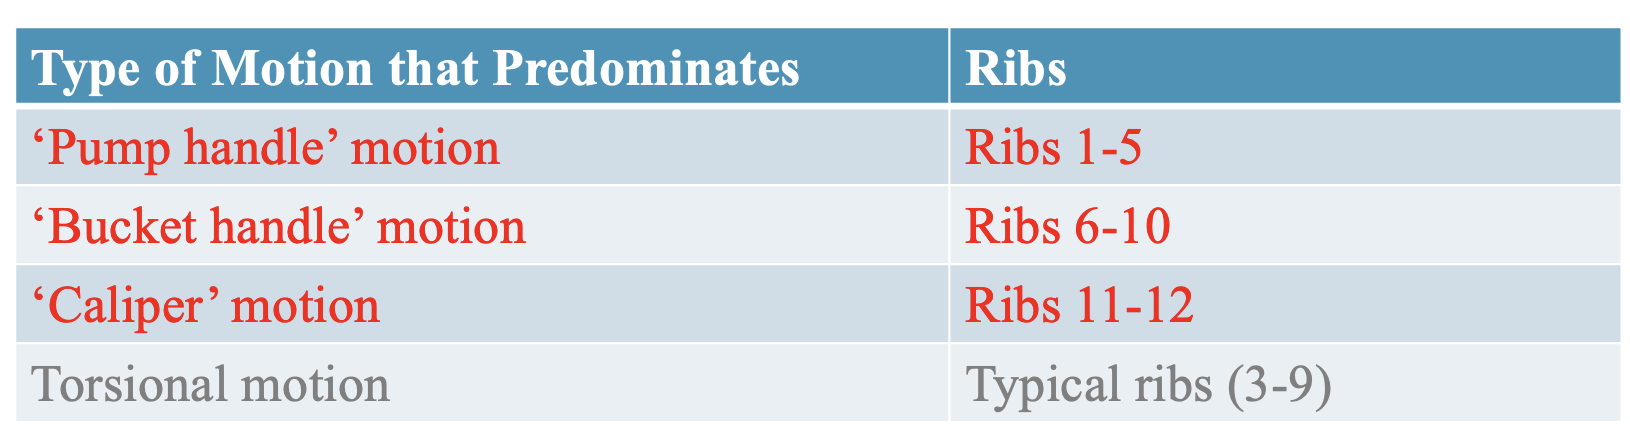 Type of Motion that Predominates Ribs
‘Pump handle’ motion Ribs 1-5
‘Bucket handle’ motion Ribs 6-10
‘Caliper’ motion Ribs 11-12
Torsional motion Typical ribs (3-9)